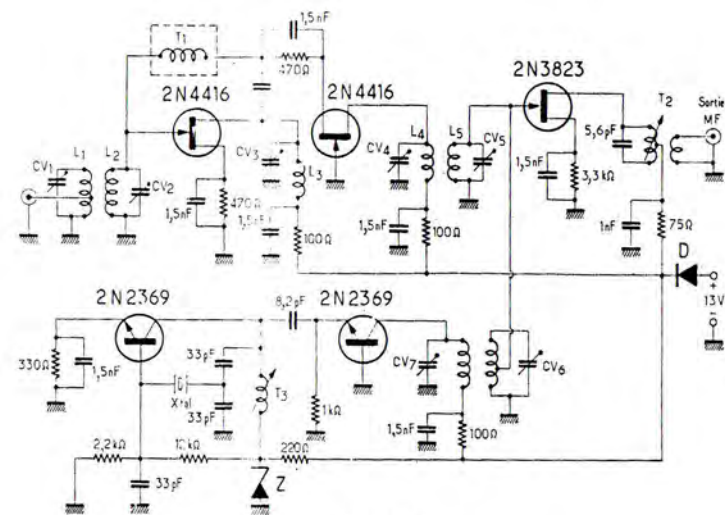 1,5nF
T1
470Ω
2N4416
2N3823
2N4416
T2
Sortie
MF
5,6pF
L1
L2
CV1
CV2
CV3
L3
L4
L5
CV4
CV5
1,5nF
3,3kΩ
470Ω
1,5nF
1,5nF
1,5nF
100Ω
100Ω
1nF
75Ω
D
+
13V
-
2N2369
8,2pF
2N2369
330Ω
1,5nF
33pF
Xtal
33pF
T3
CV7
CV6
1kΩ
1,5nF
100Ω
2,2kΩ
220Ω
33pF
Z